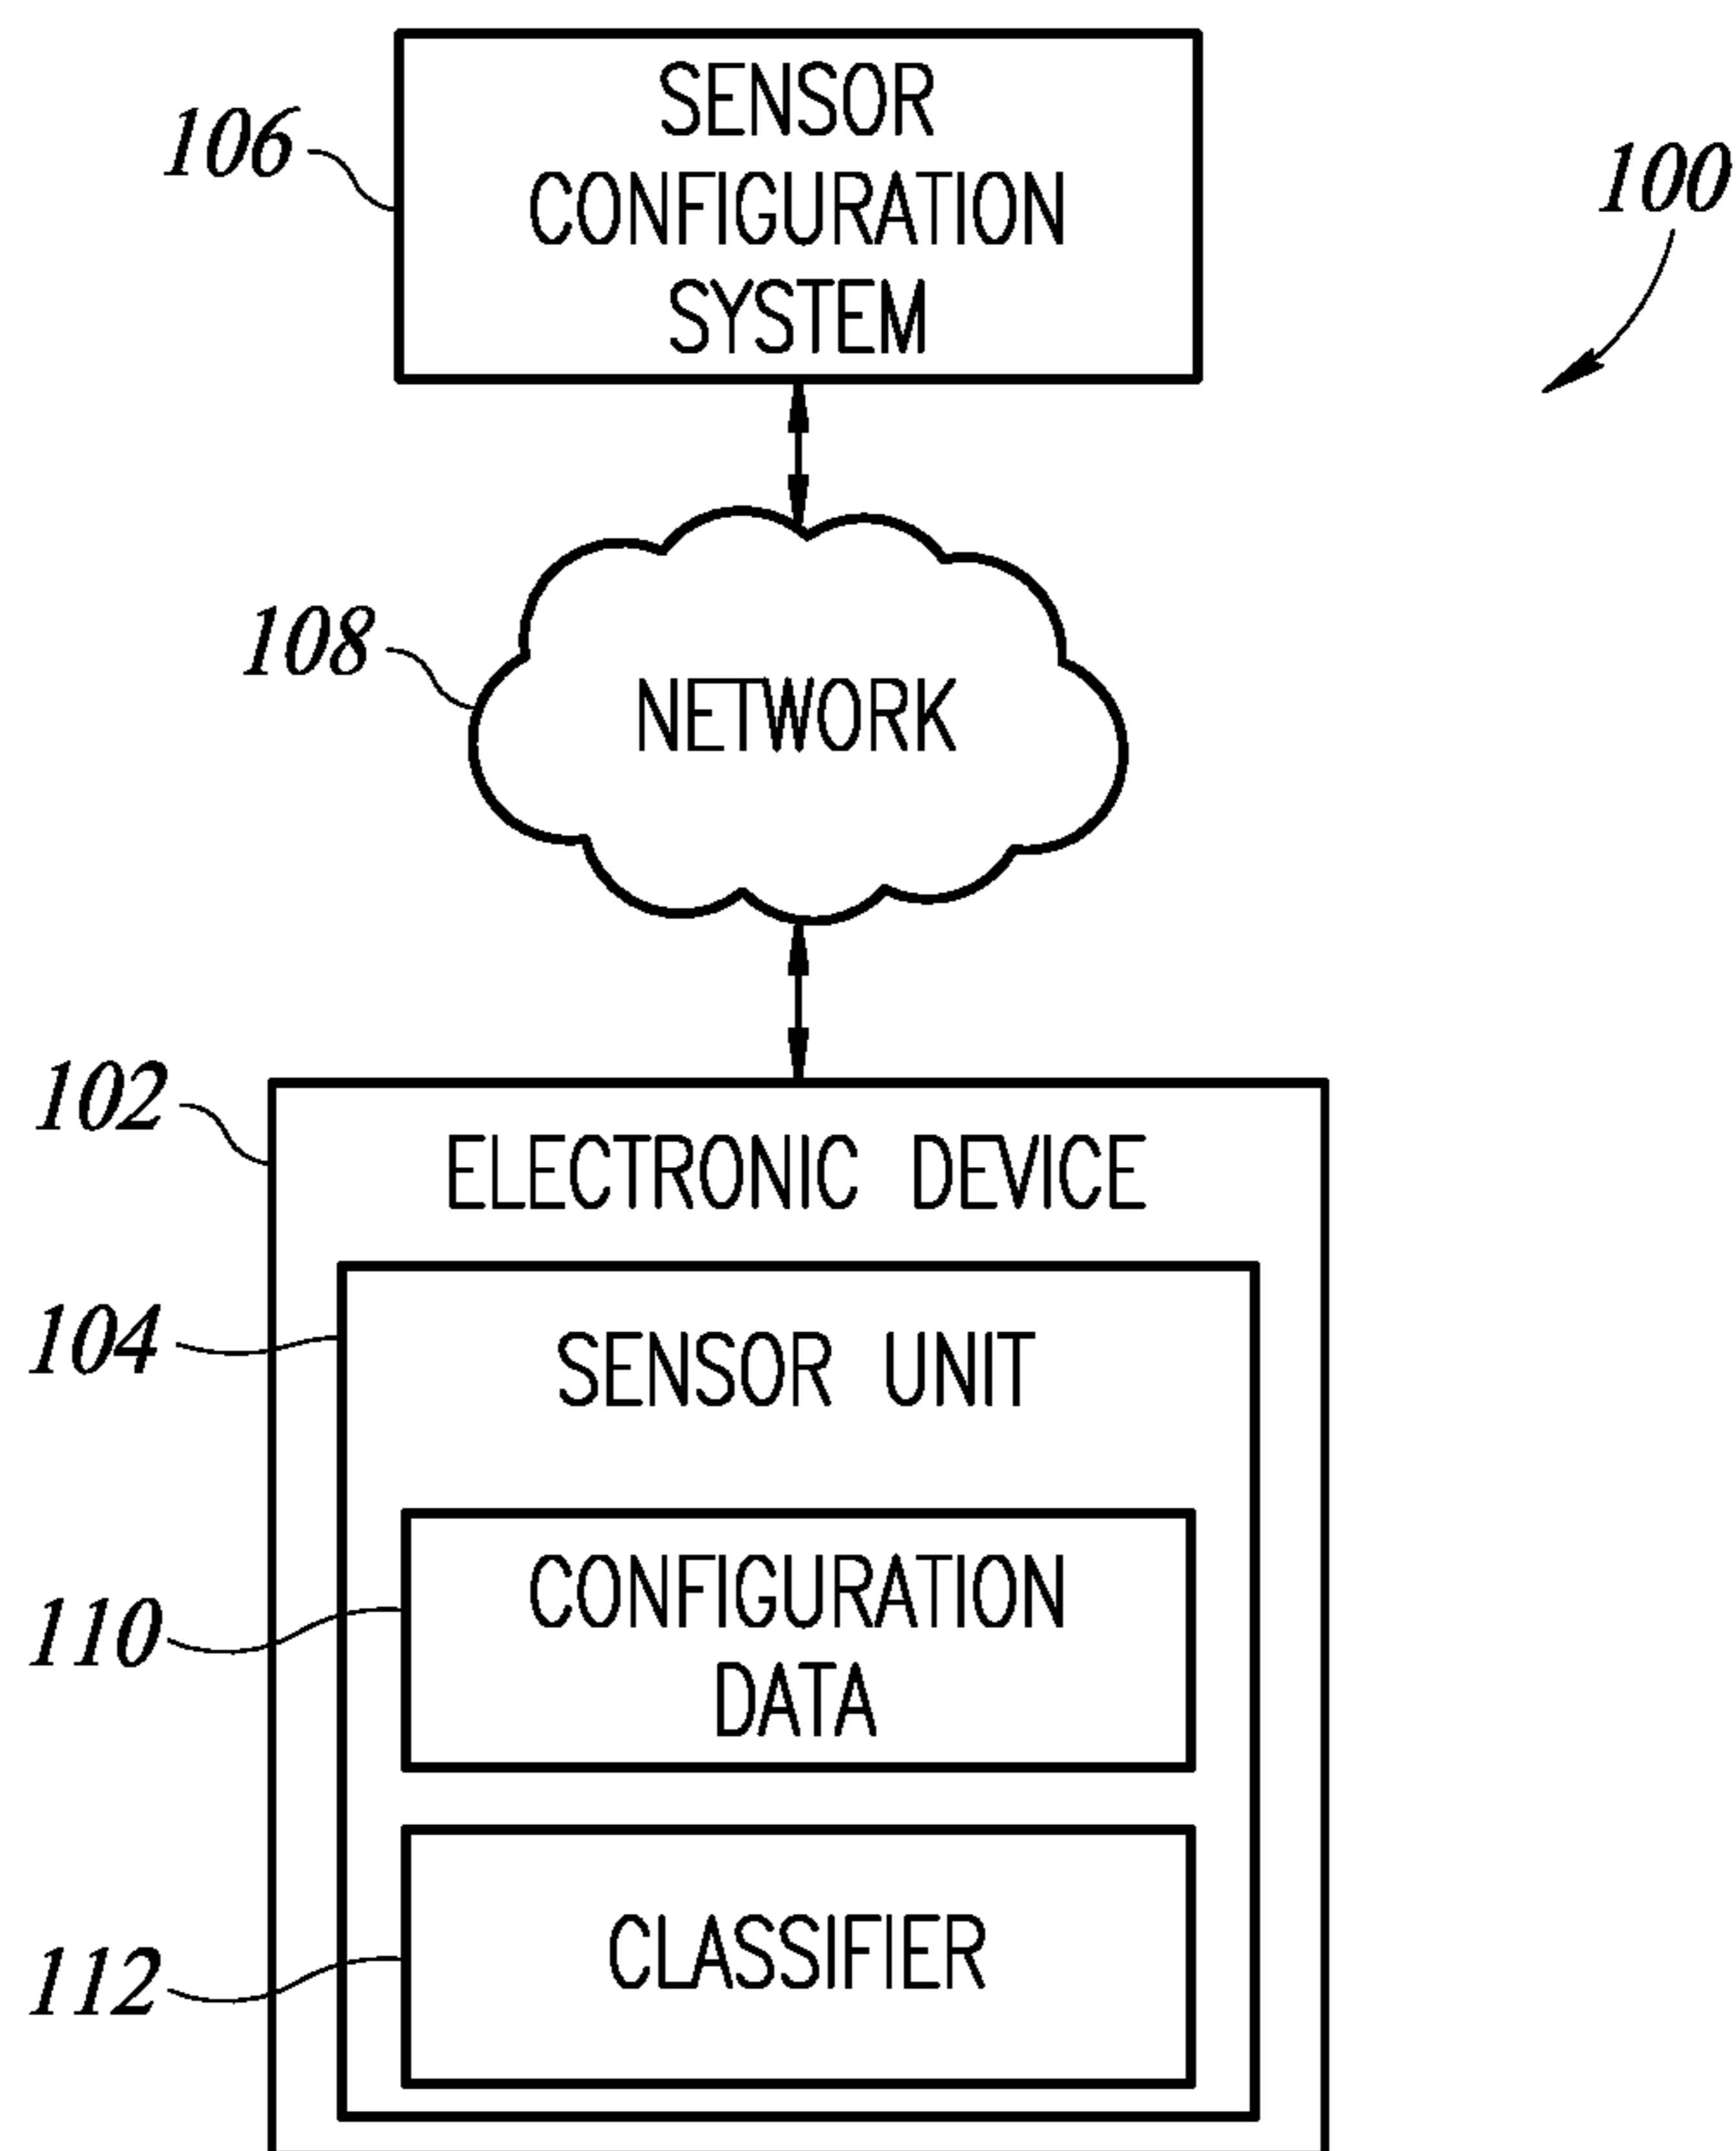 SENSOR
CONFIGURATION
SYSTEM
106
100
108
NETWORK
102
ELECTRONIC DEVICE
104
SENSOR UNIT
110
CONFIGURATION
DATA
112
CLASSIFIER